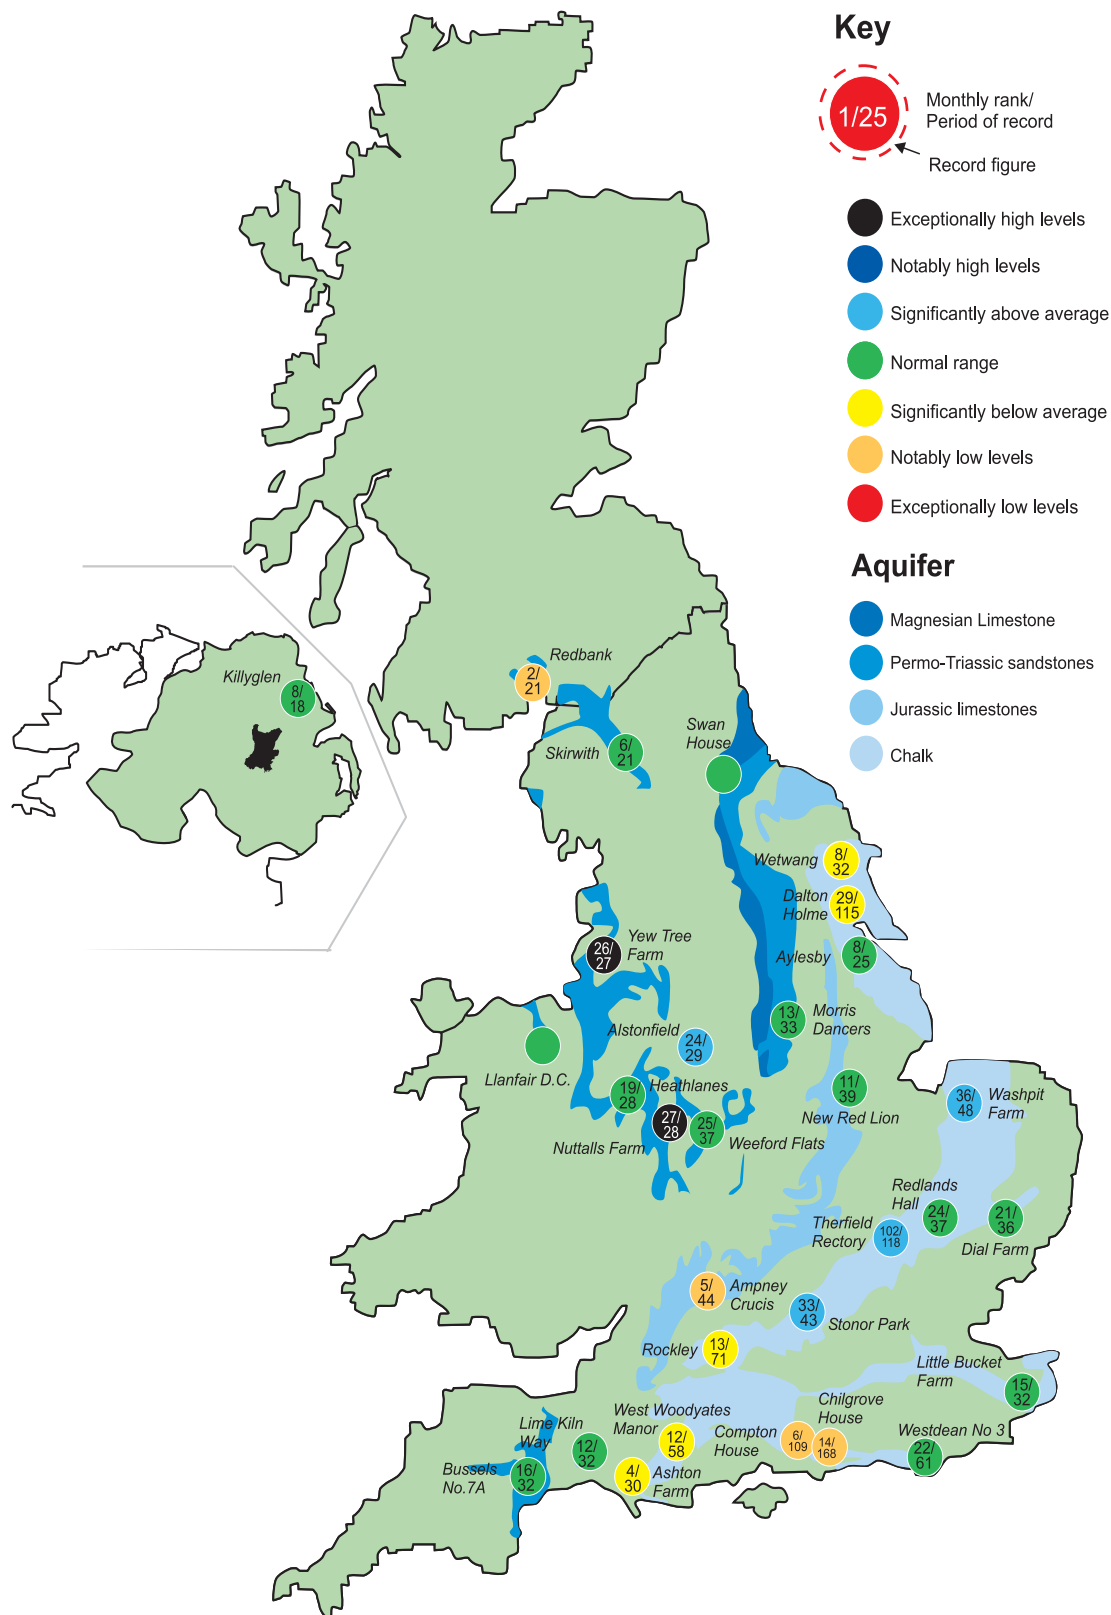 Key
1/25
Monthly rank/
Period of record
Record figure
Exceptionally high levels
Notably high levels
Significantly above average
Normal range
Significantly below average
Notably low levels
Exceptionally low levels
Aquifer
Magnesian Limestone
Permo-Triassic sandstones
Jurassic limestones
Chalk
Redbank
2/
21
Killyglen
8/
18
Skirwith
6/
21
Swan
House
Wetwang
8/
32
Dalton
Holme
29/
115
Aylesby
8/
25
Yew Tree
Farm
26/
27
Morris
Dancers
13/
33
Alstonfield
24/
29
Llanfair D.C.
Heathlanes
19/
28
New Red Lion
11/
39
Washpit
Farm
36/
48
Nuttalls Farm
27/
28
Weeford Flats
25/
37
Redlands
Hall
24/
37
Dial Farm
21/
36
Therfield
Rectory
102/
118
Ampney
Crucis
5/
44
Stonor Park
33/
43
Rockley
13/
71
Little Bucket
Farm
15/
32
Chilgrove
House
14/
168
West Woodyates
Manor
12/
58
Compton
House
6/
109
Westdean No 3
22/
61
Lime Kiln
Way
12/
32
Bussels
No.7A
16/
32
Ashton
Farm
4/
30